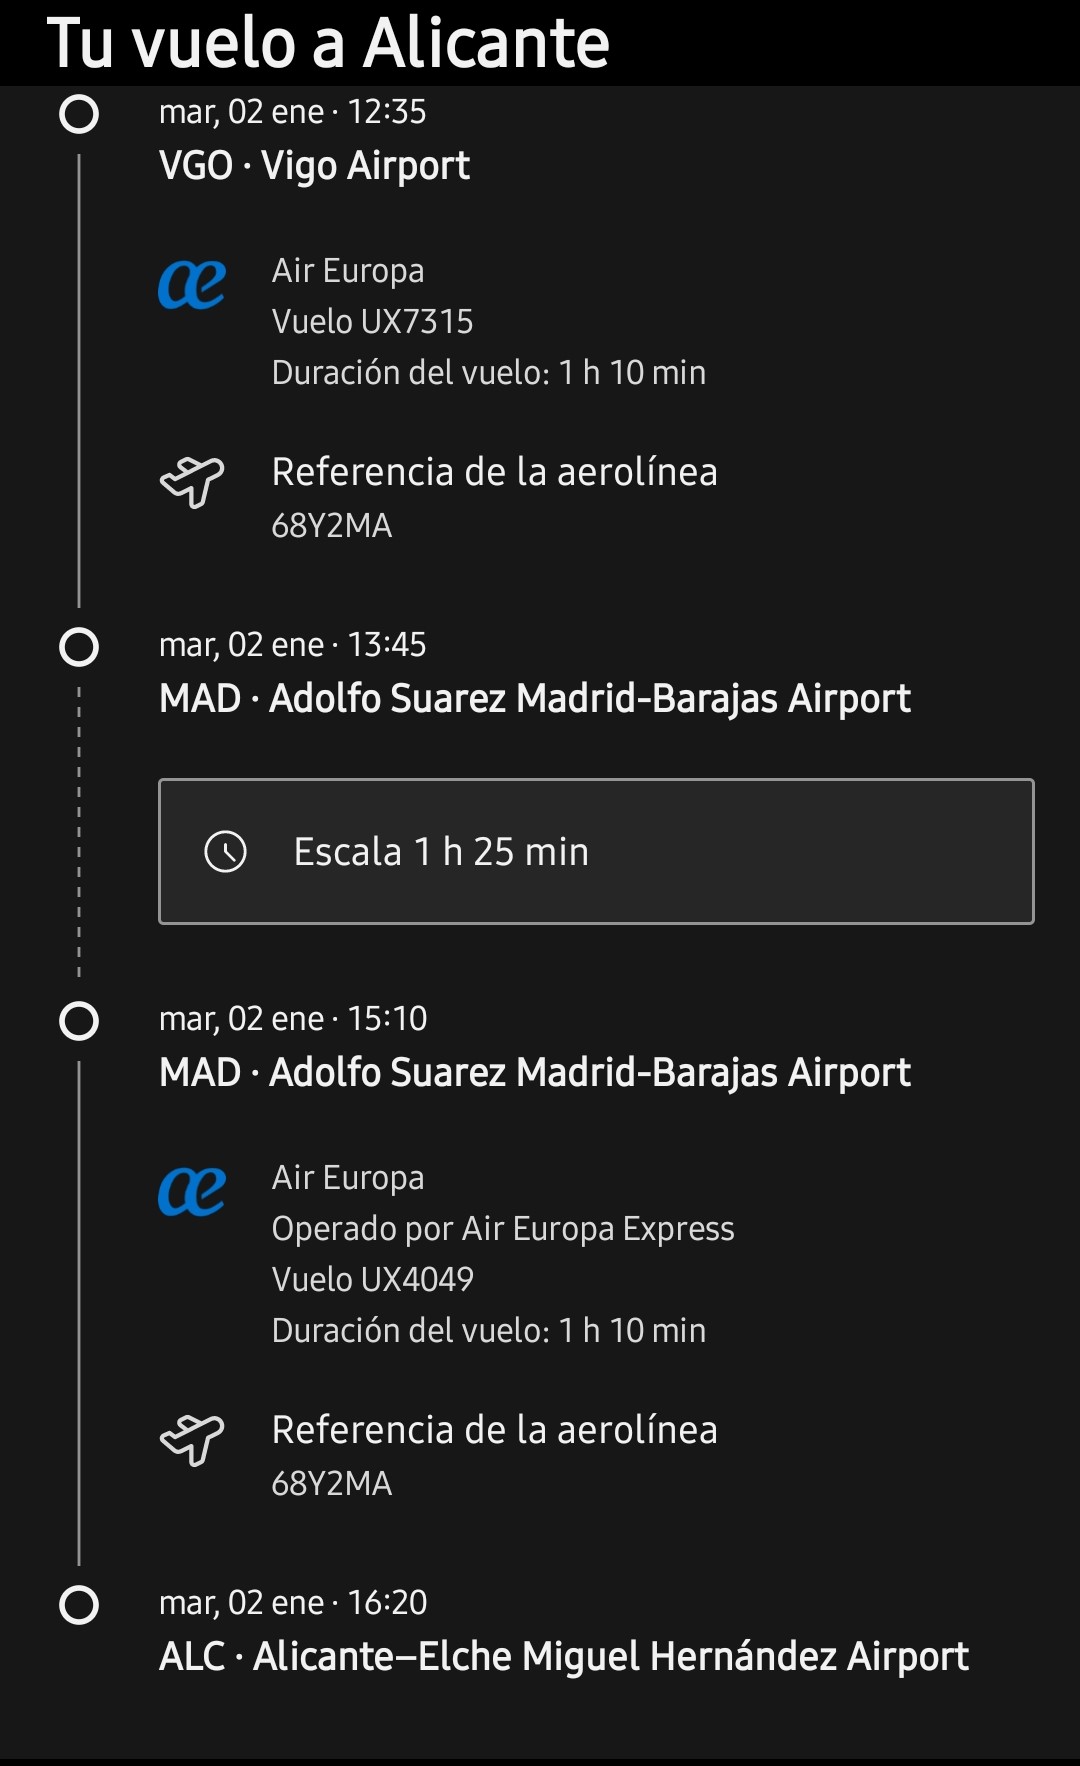 Tu vuelo a Alicante
mar, 02 ene · 12:35
VGO · Vigo Airport
Air Europa
Vuelo UX7315
Duración del vuelo: 1 h 10 min
Referencia de la aerolínea
68Y2MA
mar, 02 ene · 13:45
MAD · Adolfo Suarez Madrid-Barajas Airport
Escala 1 h 25 min
mar, 02 ene · 15:10
MAD · Adolfo Suarez Madrid-Barajas Airport
Air Europa
Operado por Air Europa Express
Vuelo UX4049
Duración del vuelo: 1 h 10 min
Referencia de la aerolínea
68Y2MA
mar, 02 ene · 16:20
ALC · Alicante–Elche Miguel Hernández Airport